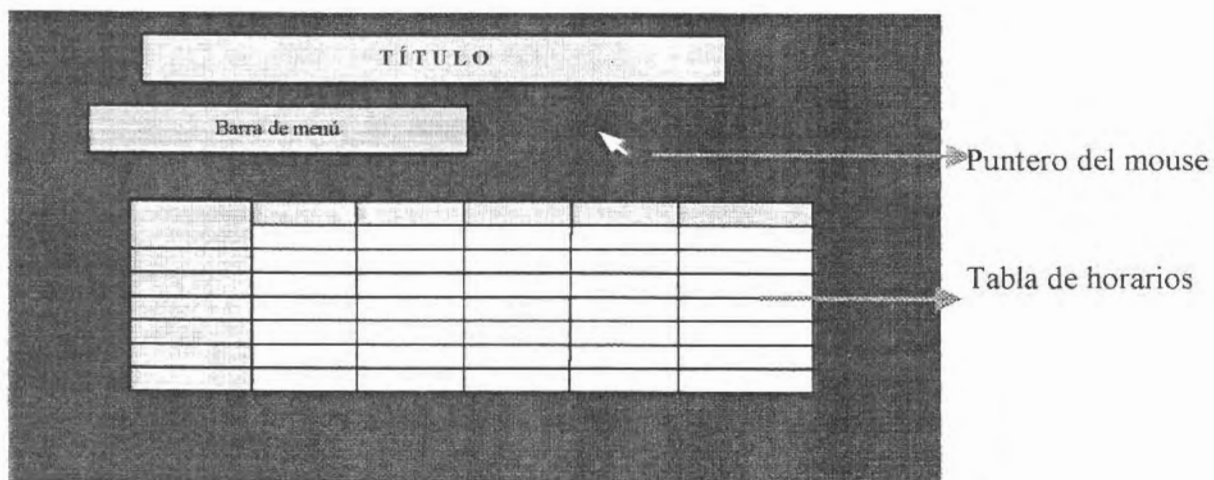 TÍTULO
Barra de menú
Puntero del mouse
Tabla de horarios